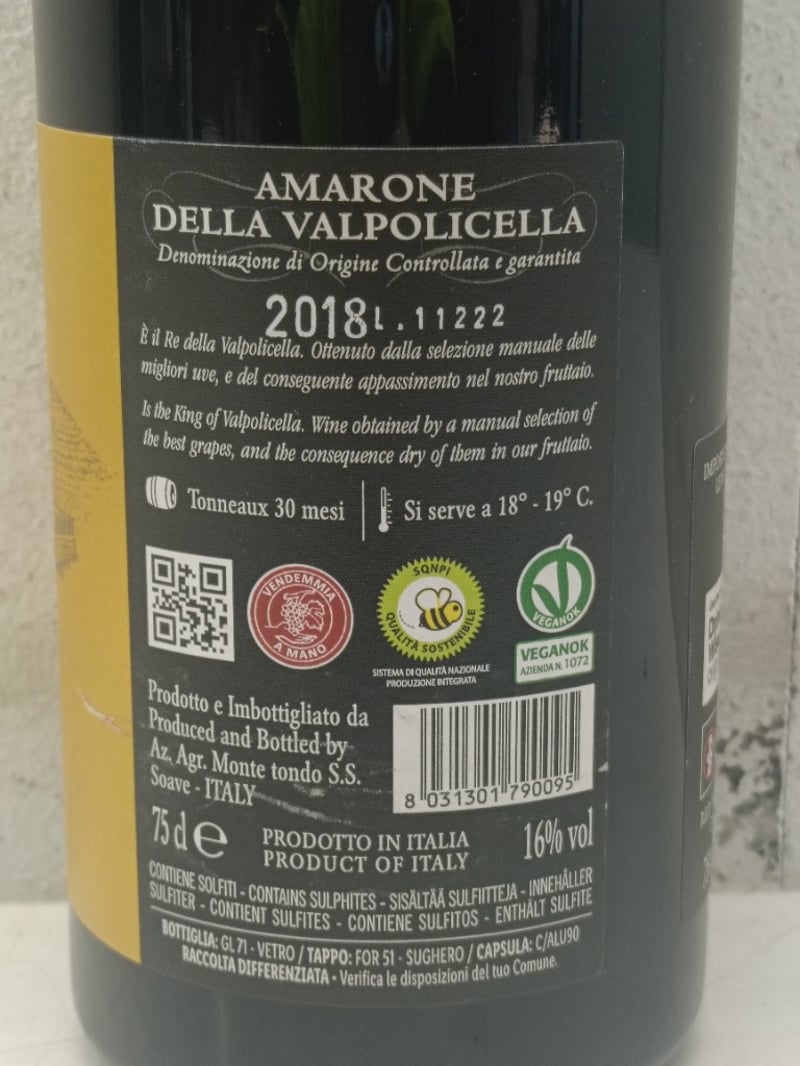 AMARONE
DELLA VALPOLICELLA
Denominazione di Origine Controllata e garantita
2018 L.11222
È il Re della Valpolicella. Ottenuto dalla selezione manuale delle
migliori uve, e del conseguente appassimento nel nostro fruttaio.
Is the King of Valpolicella. Wine obtained by a manual selection of
the best grapes, and the consequence dry of them in our fruttaio.
Tonneaux 30 mesi
Si serve a 18° - 19° C.
VENDEMMIA
A MANO
SQNPI
QUALITÀ SOSTENIBILE
SISTEMA DI QUALITÀ NAZIONALE
PRODUZIONE INTEGRATA
VEGANOK
VEGANOK
AZIENDA N. 1072
Prodotto e Imbottigliato da
Produced and Bottled by
Az. Agr. Monte tondo S.S.
Soave - ITALY
8 031301 790095
75 cl e
PRODOTTO IN ITALIA
PRODUCT OF ITALY
16% vol
CONTIENE SOLFITI - CONTAINS SULPHITES - SISÄLTÄÄ SULFIITTEJA - INNEHÅLLER
SULFITER - CONTIENT SULFITES - CONTIENE SULFITOS - ENTHÄLT SULFITE
BOTTIGLIA: GL 71 - VETRO / TAPPO: FOR 51 - SUGHERO / CAPSULA: C/ALU90
RACCOLTA DIFFERENZIATA - Verifica le disposizioni del tuo Comune.